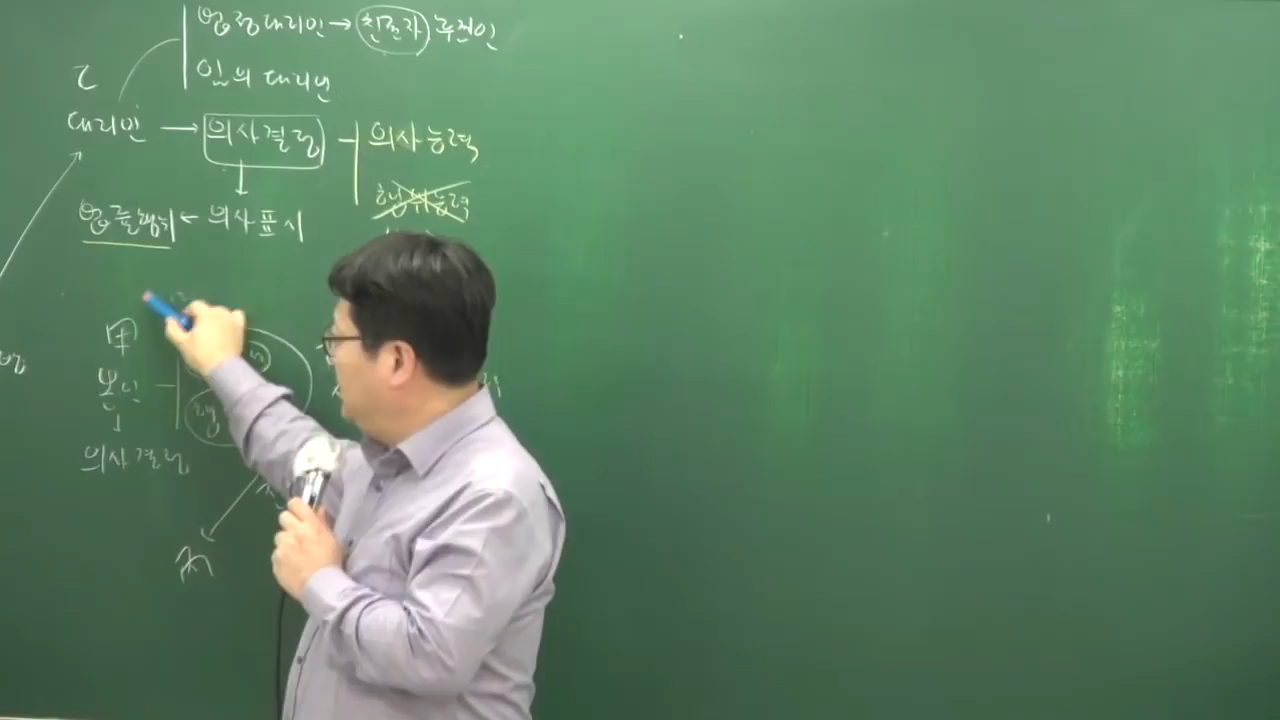 법정대리인 → 친권자 후견인
임의 대리인
乙
대리인 → 의사결정 의사능력
행위능력
법률행위 ← 의사표시
甲
본인
↓
의사결정
丙